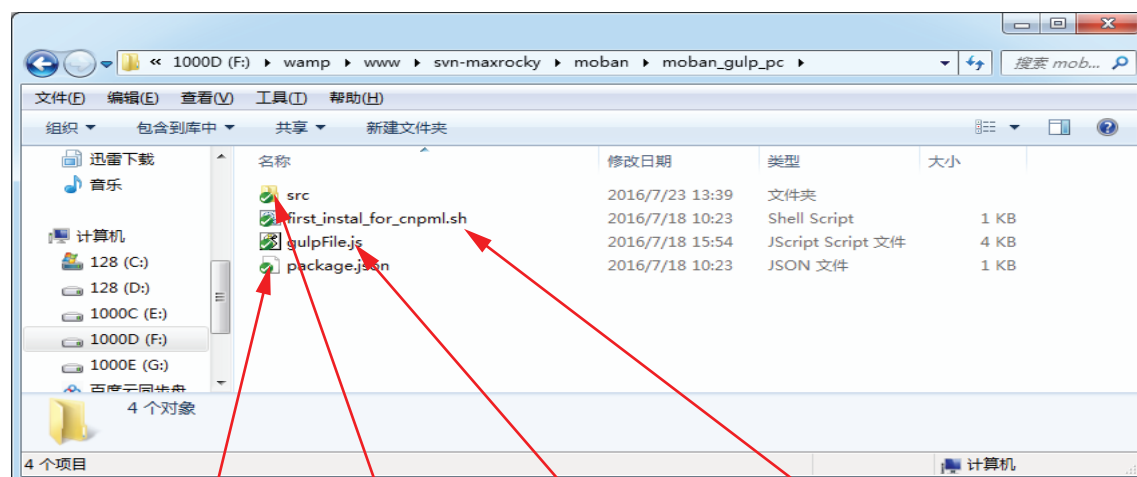 « 1000D (F:) ▸ wamp ▸ www ▸ svn-maxrocky ▸ moban ▸ moban_gulp_pc ▸
搜索 mob...
文件(F) 编辑(E) 查看(V) 工具(T) 帮助(H)
组织 包含到库中 共享 新建文件夹
迅雷下载
音乐
计算机
128 (C:)
128 (D:)
1000C (E:)
1000D (F:)
1000E (G:)
百度云同步盘
名称 修改日期 类型 大小
src 2016/7/23 13:39 文件夹
first_instal_for_cnpml.sh 2016/7/18 10:23 Shell Script 1 KB
gulpFile.js 2016/7/18 15:54 JScript Script 文件 4 KB
package.json 2016/7/18 10:23 JSON 文件 1 KB
4 个对象
4 个项目
计算机